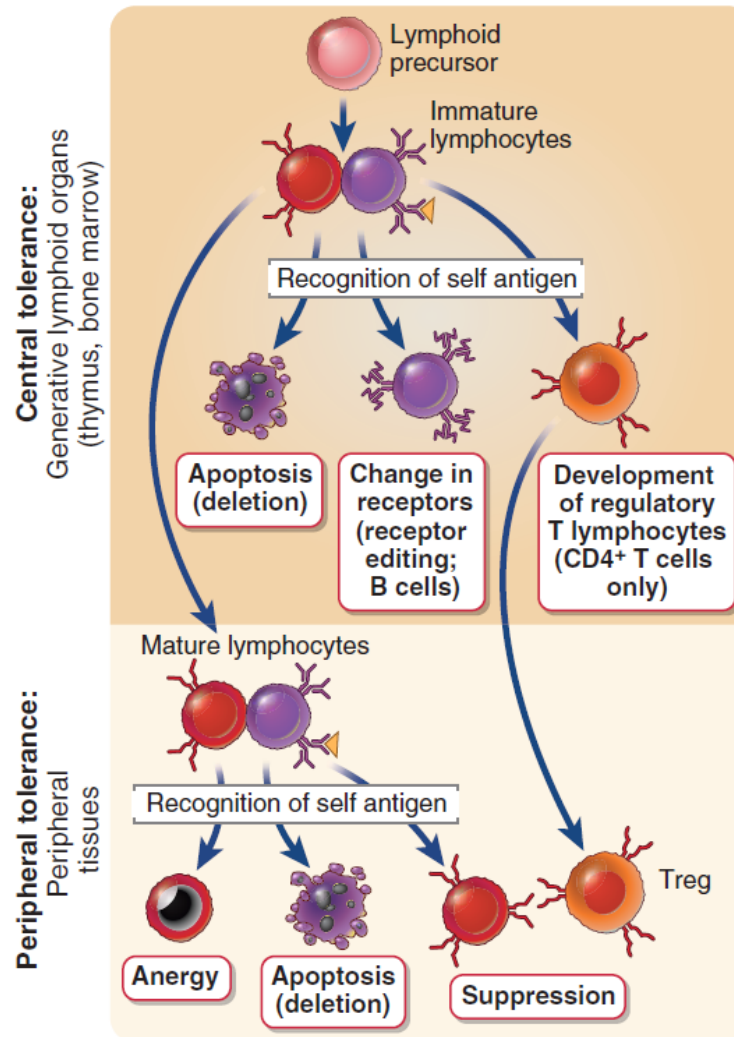 Lymphoid
precursor
Immature
lymphocytes
Central tolerance:
Generative lymphoid organs
(thymus, bone marrow)
Recognition of self antigen
Apoptosis
(deletion)
Change in
receptors
(receptor
editing;
B cells)
Development
of regulatory
T lymphocytes
(CD4⁺ T cells
only)
Mature lymphocytes
Peripheral tolerance:
Peripheral
tissues
Recognition of self antigen
Treg
Anergy
Apoptosis
(deletion)
Suppression